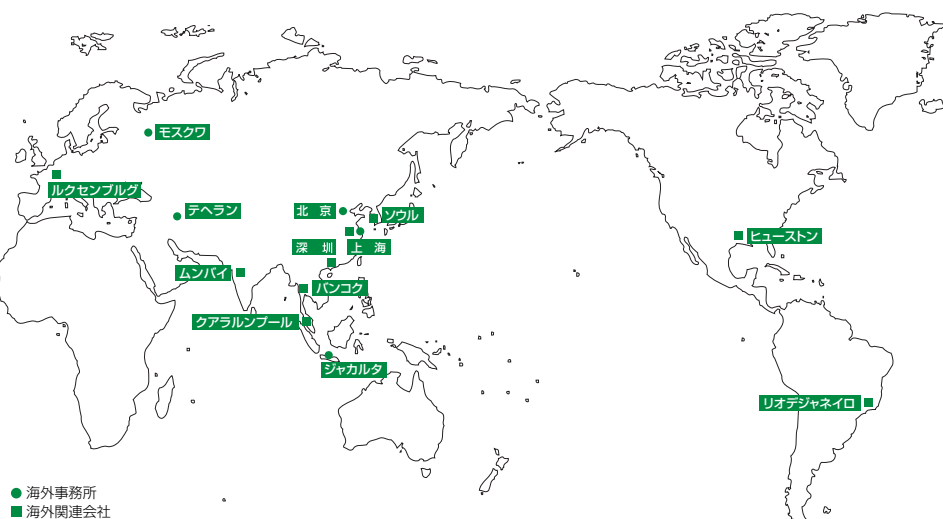 モスクワ
ルクセンブルグ
テヘラン
北 京
ソウル
深 圳
上 海
ヒューストン
ムンバイ
バンコク
クアラルンプール
ジャカルタ
リオデジャネイロ
海外事務所
海外関連会社